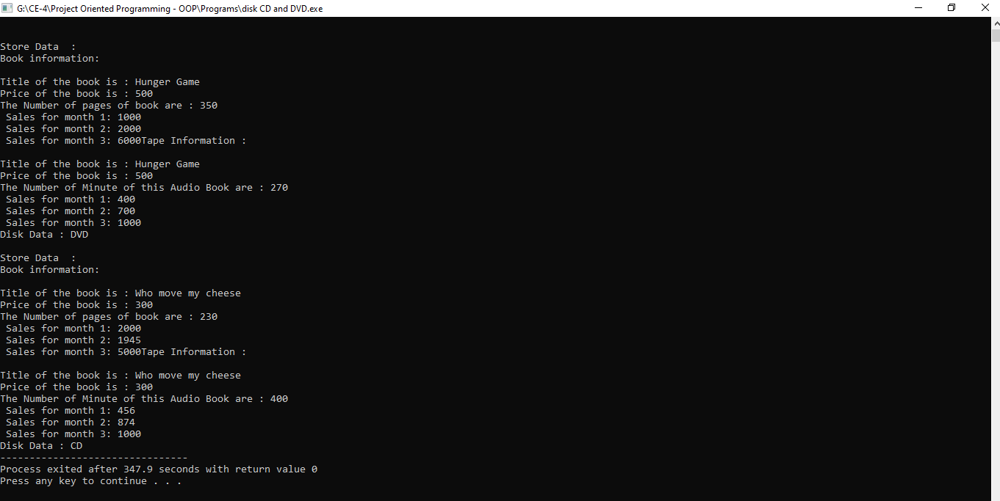 G:\CE-4\Project Oriented Programming - OOP\Programs\disk CD and DVD.exe
Store Data  :
Book information:
Title of the book is : Hunger Game
Price of the book is : 500
The Number of pages of book are : 350
 Sales for month 1: 1000
 Sales for month 2: 2000
 Sales for month 3: 6000Tape Information :
Title of the book is : Hunger Game
Price of the book is : 500
The Number of Minute of this Audio Book are : 270
 Sales for month 1: 400
 Sales for month 2: 700
 Sales for month 3: 1000
Disk Data : DVD
Store Data  :
Book information:
Title of the book is : Who move my cheese
Price of the book is : 300
The Number of pages of book are : 230
 Sales for month 1: 2000
 Sales for month 2: 1945
 Sales for month 3: 5000Tape Information :
Title of the book is : Who move my cheese
Price of the book is : 300
The Number of Minute of this Audio Book are : 400
 Sales for month 1: 456
 Sales for month 2: 874
 Sales for month 3: 1000
Disk Data : CD
--------------------------------
Process exited after 347.9 seconds with return value 0
Press any key to continue . . .